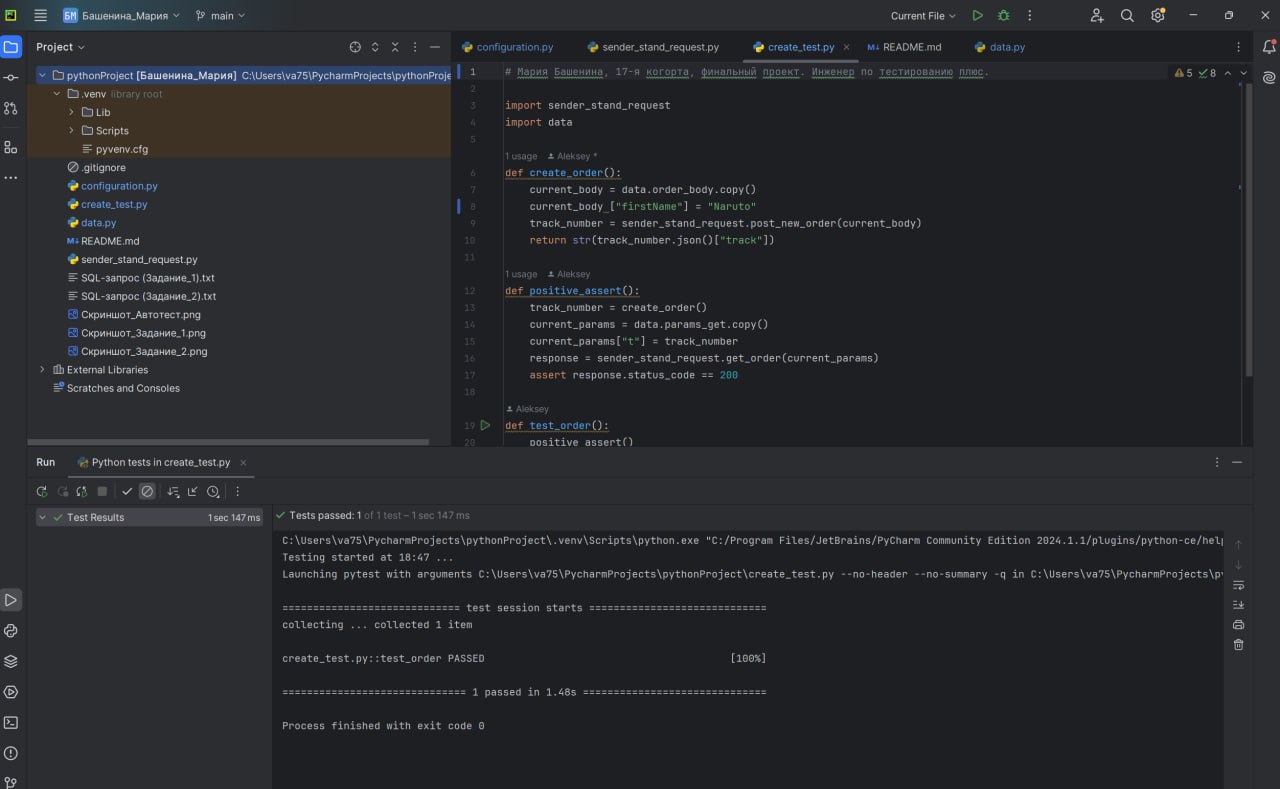 БМ Башенина_Мария main Current File
Project
configuration.py sender_stand_request.py create_test.py README.md data.py
pythonProject [Башенина_Мария] C:\Users\va75\PycharmProjects\pythonProje
.venv library root
Lib
Scripts
pyvenv.cfg
.gitignore
configuration.py
create_test.py
data.py
README.md
sender_stand_request.py
SQL-запрос (Задание_1).txt
SQL-запрос (Задание_2).txt
Скриншот_Автотест.png
Скриншот_Задание_1.png
Скриншот_Задание_2.png
External Libraries
Scratches and Consoles
5 8
1 # Мария Башенина, 17-я когорта, финальный проект. Инженер по тестированию плюс.
2
3 import sender_stand_request
4 import data
5
1 usage Aleksey *
6 def create_order():
7 current_body = data.order_body.copy()
8 current_body ["firstName"] = "Naruto"
9 track_number = sender_stand_request.post_new_order(current_body)
10 return str(track_number.json()["track"])
11
1 usage Aleksey
12 def positive_assert():
13 track_number = create_order()
14 current_params = data.params_get.copy()
15 current_params["t"] = track_number
16 response = sender_stand_request.get_order(current_params)
17 assert response.status_code == 200
18
Aleksey
19 def test_order():
20 positive_assert()
Run Python tests in create_test.py
Test Results 1 sec 147 ms
Tests passed: 1 of 1 test – 1 sec 147 ms
C:\Users\va75\PycharmProjects\pythonProject\.venv\Scripts\python.exe "C:/Program Files/JetBrains/PyCharm Community Edition 2024.1.1/plugins/python-ce/help
Testing started at 18:47 ...
Launching pytest with arguments C:\Users\va75\PycharmProjects\pythonProject\create_test.py --no-header --no-summary -q in C:\Users\va75\PycharmProjects\py
============================= test session starts =============================
collecting ... collected 1 item
create_test.py::test_order PASSED [100%]
============================== 1 passed in 1.48s ==============================
Process finished with exit code 0